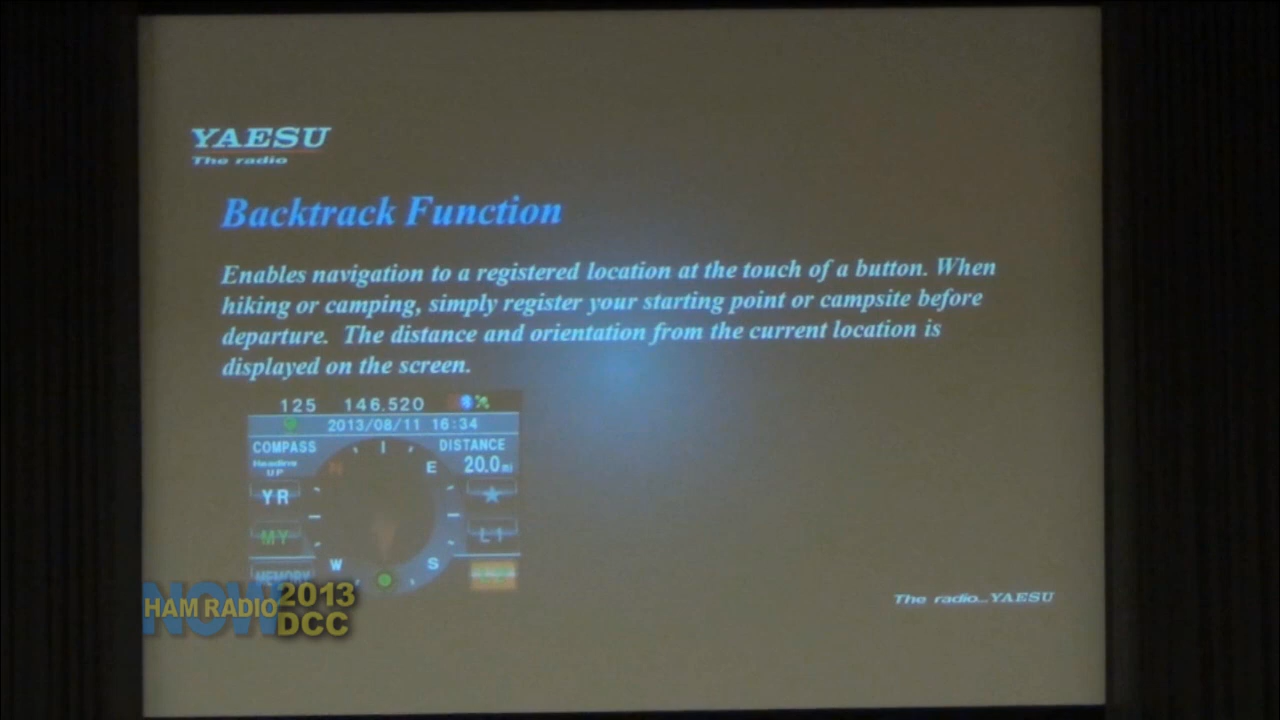 YAESU
The radio
Backtrack Function
Enables navigation to a registered location at the touch of a button. When
hiking or camping, simply register your starting point or campsite before
departure. The distance and orientation from the current location is
displayed on the screen.
125 146.520
2013/08/11 16:34
COMPASS DISTANCE
Heading UP N E 20.0mi
YR ★
MY L1
W S
MEMORY
NOW
HAM RADIO
2013
DCC
The radio...YAESU